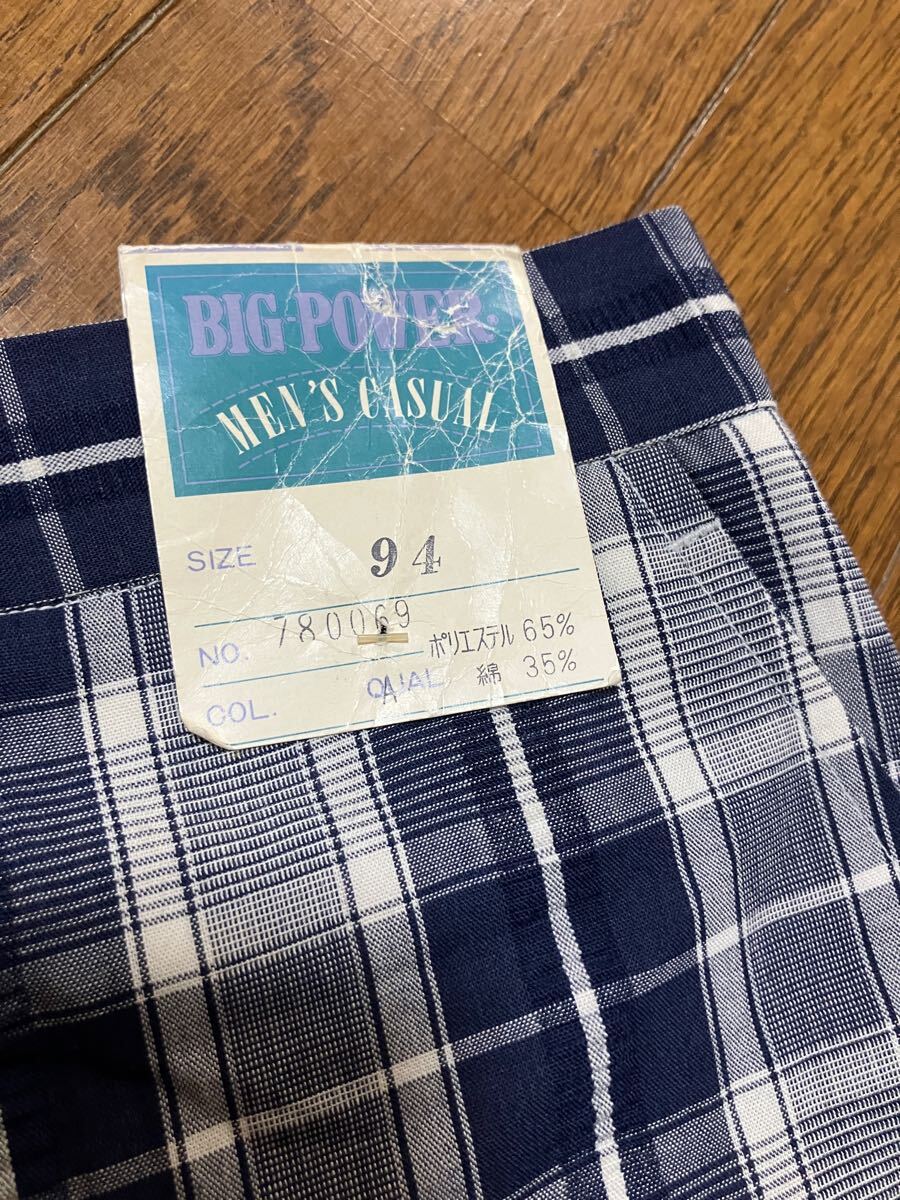 BIG-POWER.
MEN'S CASUAL
SIZE 94
NO. 780069
ポリエステル 65%
COL. A QUAL 綿 35%